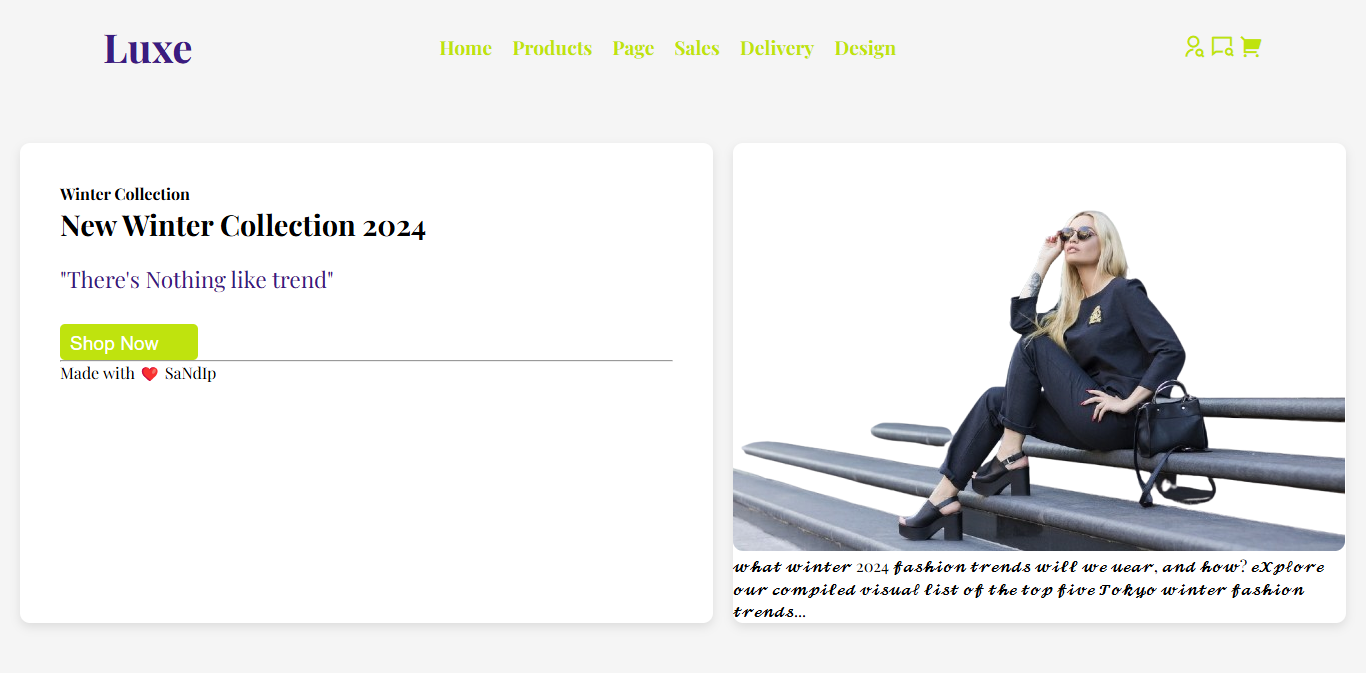 Luxe
Home Products Page Sales Delivery Design
Winter Collection
New Winter Collection 2024
"There's Nothing like trend"
Shop Now
Made with ❤️ SaNdIp
𝔀𝓱𝓪𝓽 𝔀𝓲𝓷𝓽𝓮𝓻 2024 𝓯𝓪𝓼𝓱𝓲𝓸𝓷 𝓽𝓻𝓮𝓷𝓭𝓼 𝔀𝓲𝓵𝓵 𝔀𝓮 𝔀𝓮𝓪𝓻, 𝓪𝓷𝓭 𝓱𝓸𝔀? 𝓮𝓧𝓹𝓵𝓸𝓻𝓮
𝓸𝓾𝓻 𝓬𝓸𝓶𝓹𝓲𝓵𝓮𝓭 𝓿𝓲𝓼𝓾𝓪𝓵 𝓵𝓲𝓼𝓽 𝓸𝓯 𝓽𝓱𝓮 𝓽𝓸𝓹 𝓯𝓲𝓿𝓮 𝓣𝓸𝓴𝔂𝓸 𝔀𝓲𝓷𝓽𝓮𝓻 𝓯𝓪𝓼𝓱𝓲𝓸𝓷
𝓽𝓻𝓮𝓷𝓭𝓼...